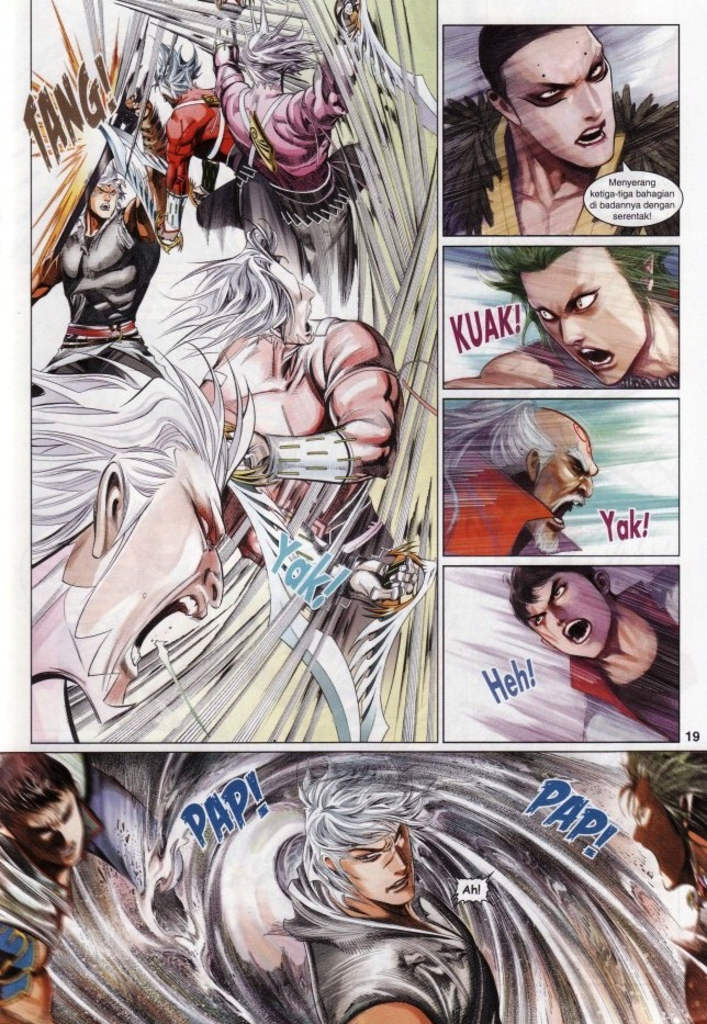 TANG!
Menyerang
ketiga-tiga bahagian
di badannya dengan
serentak!
KUAK!
Yak!
Yak!
Heh!
19
PAP!
PAP!
Ah!